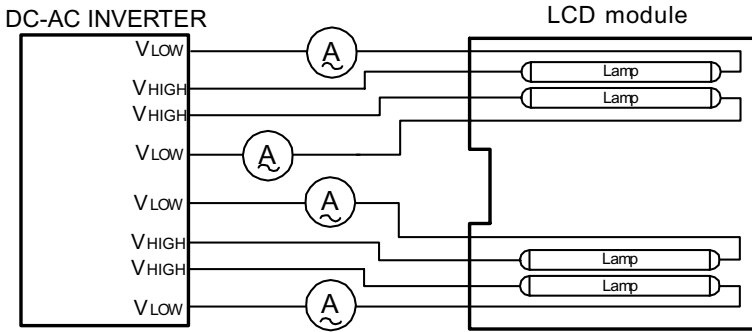 DC-AC INVERTER
LCD module
VLOW
A
VHIGH
Lamp
VHIGH
Lamp
VLOW
A
VLOW
A
VHIGH
Lamp
VHIGH
Lamp
VLOW
A